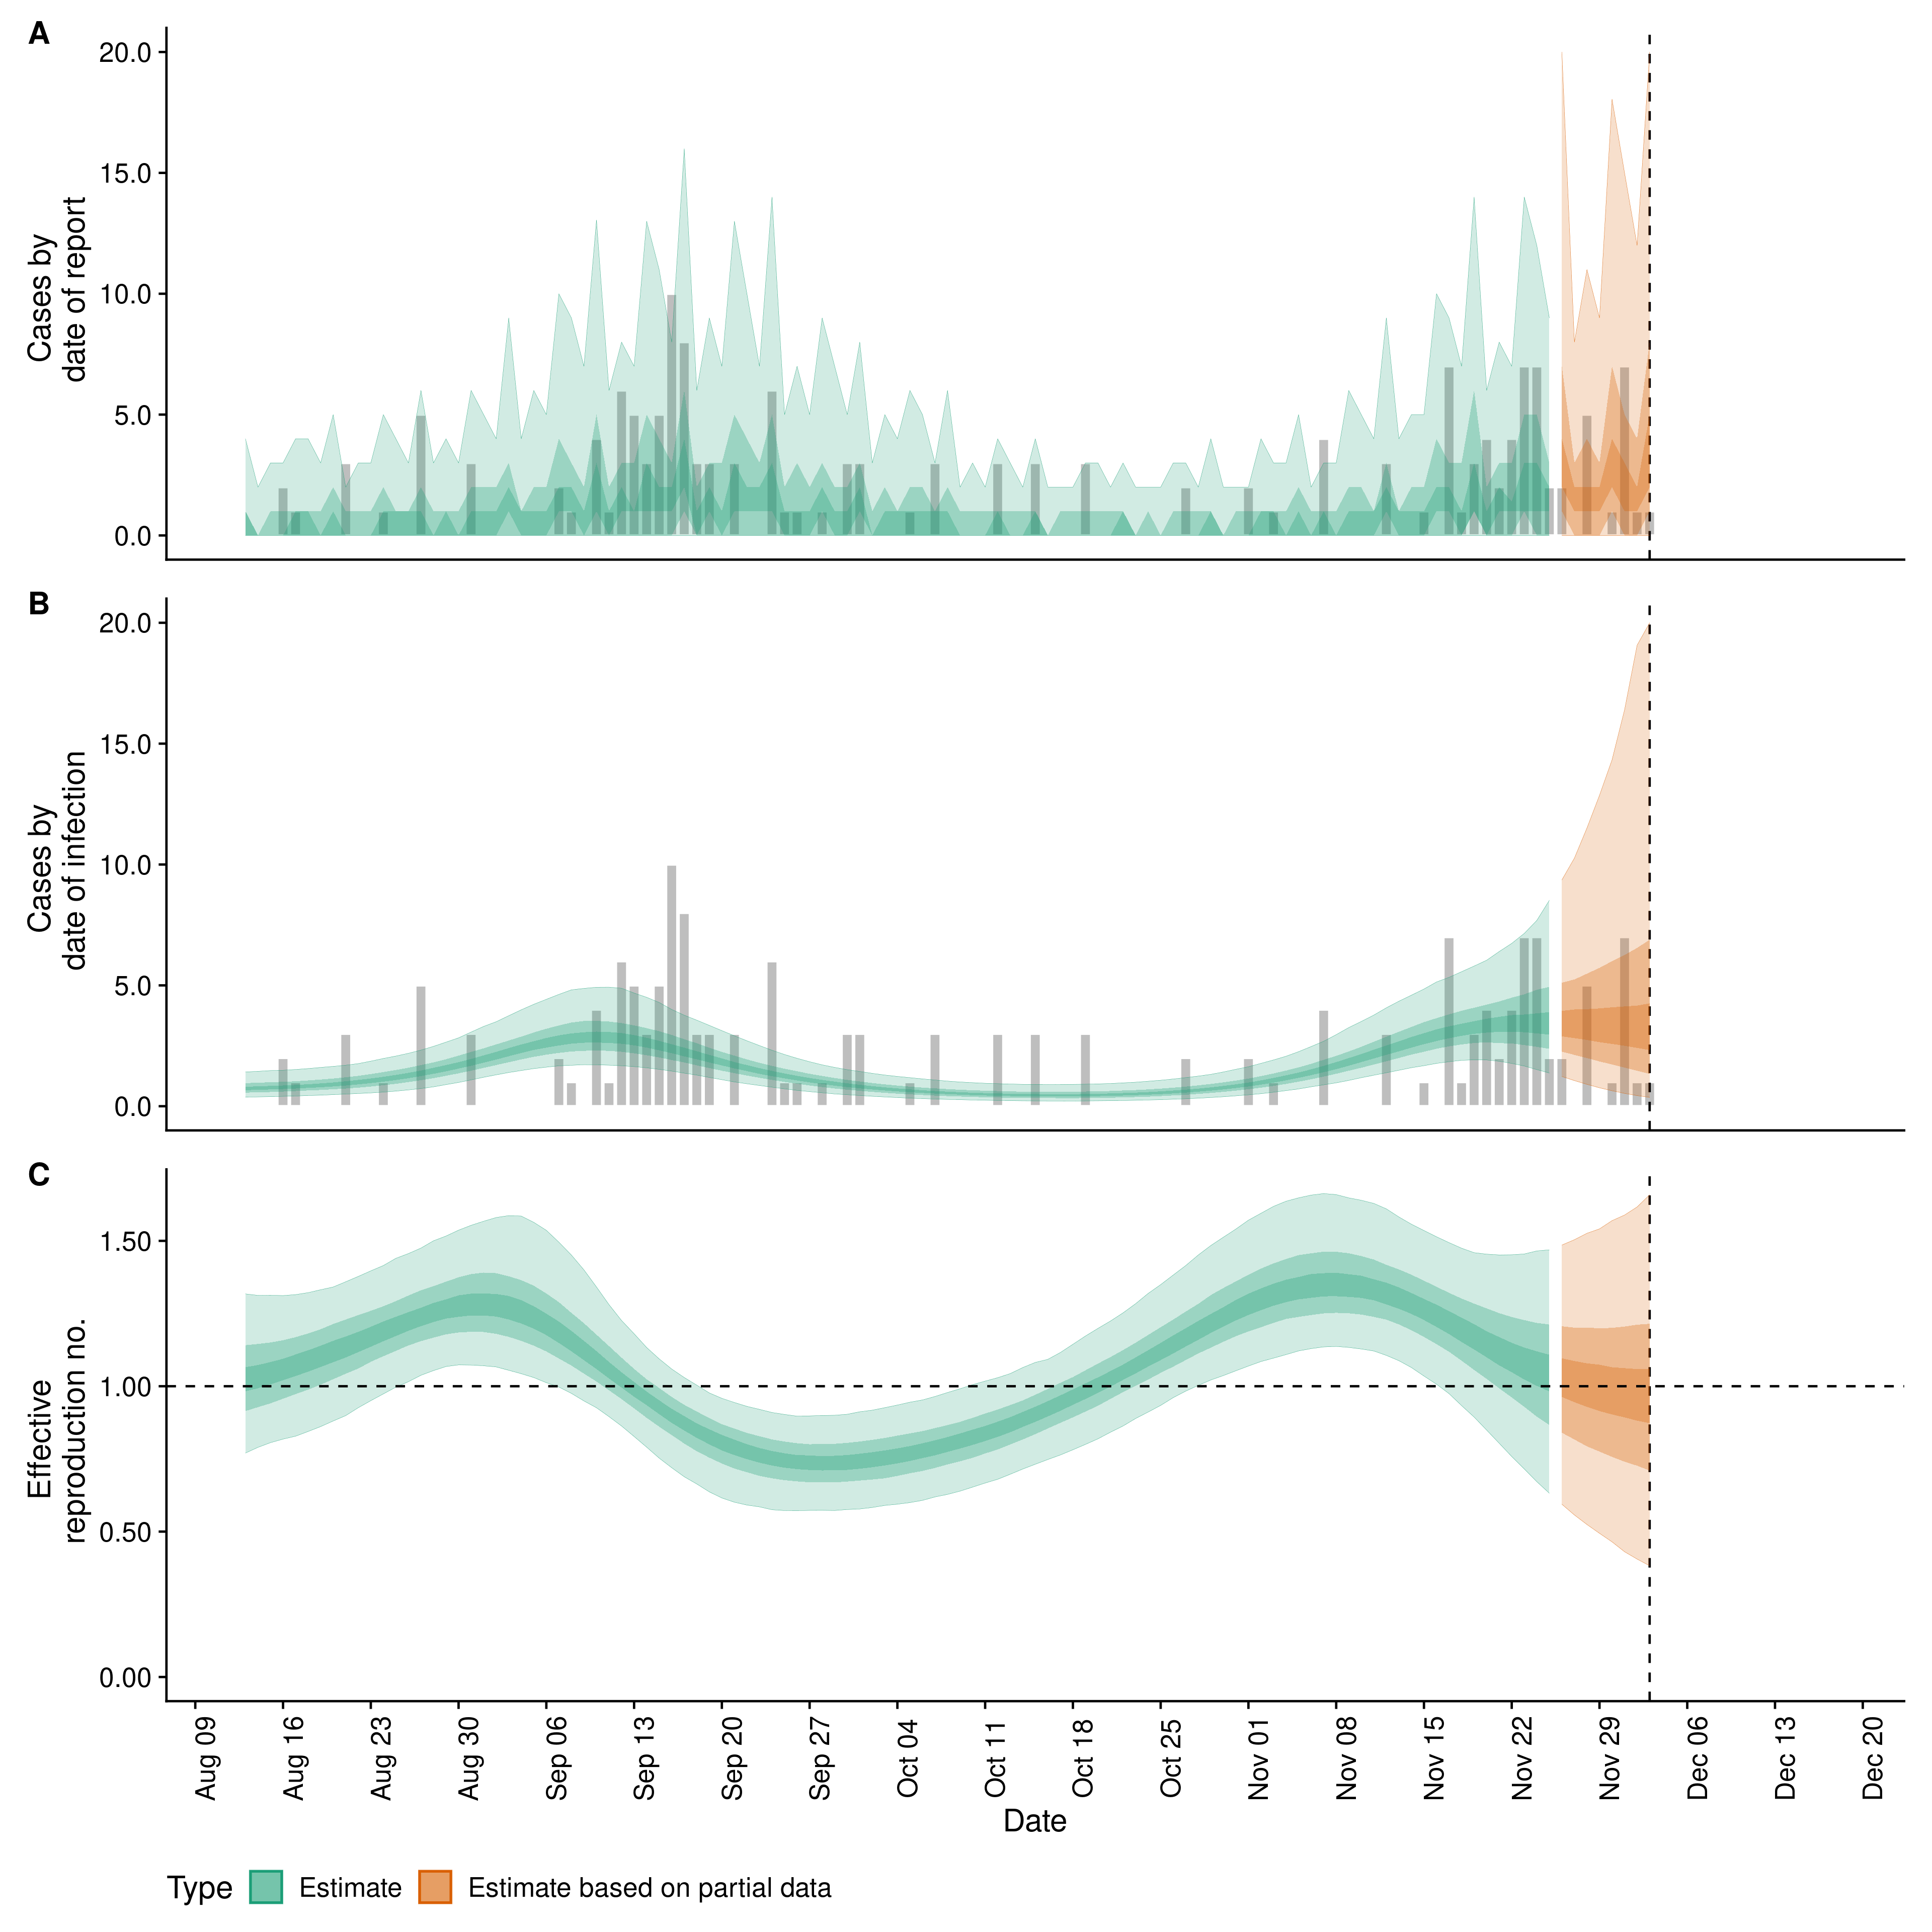 A
20.0
15.0
10.0
5.0
0.0
Cases by
date of report
B
20.0
15.0
10.0
5.0
0.0
Cases by
date of infection
C
1.50
1.00
0.50
0.00
Effective
reproduction no.
Aug 09
Aug 16
Aug 23
Aug 30
Sep 06
Sep 13
Sep 20
Sep 27
Oct 04
Oct 11
Oct 18
Oct 25
Nov 01
Nov 08
Nov 15
Nov 22
Nov 29
Dec 06
Dec 13
Dec 20
Date
Type Estimate Estimate based on partial data